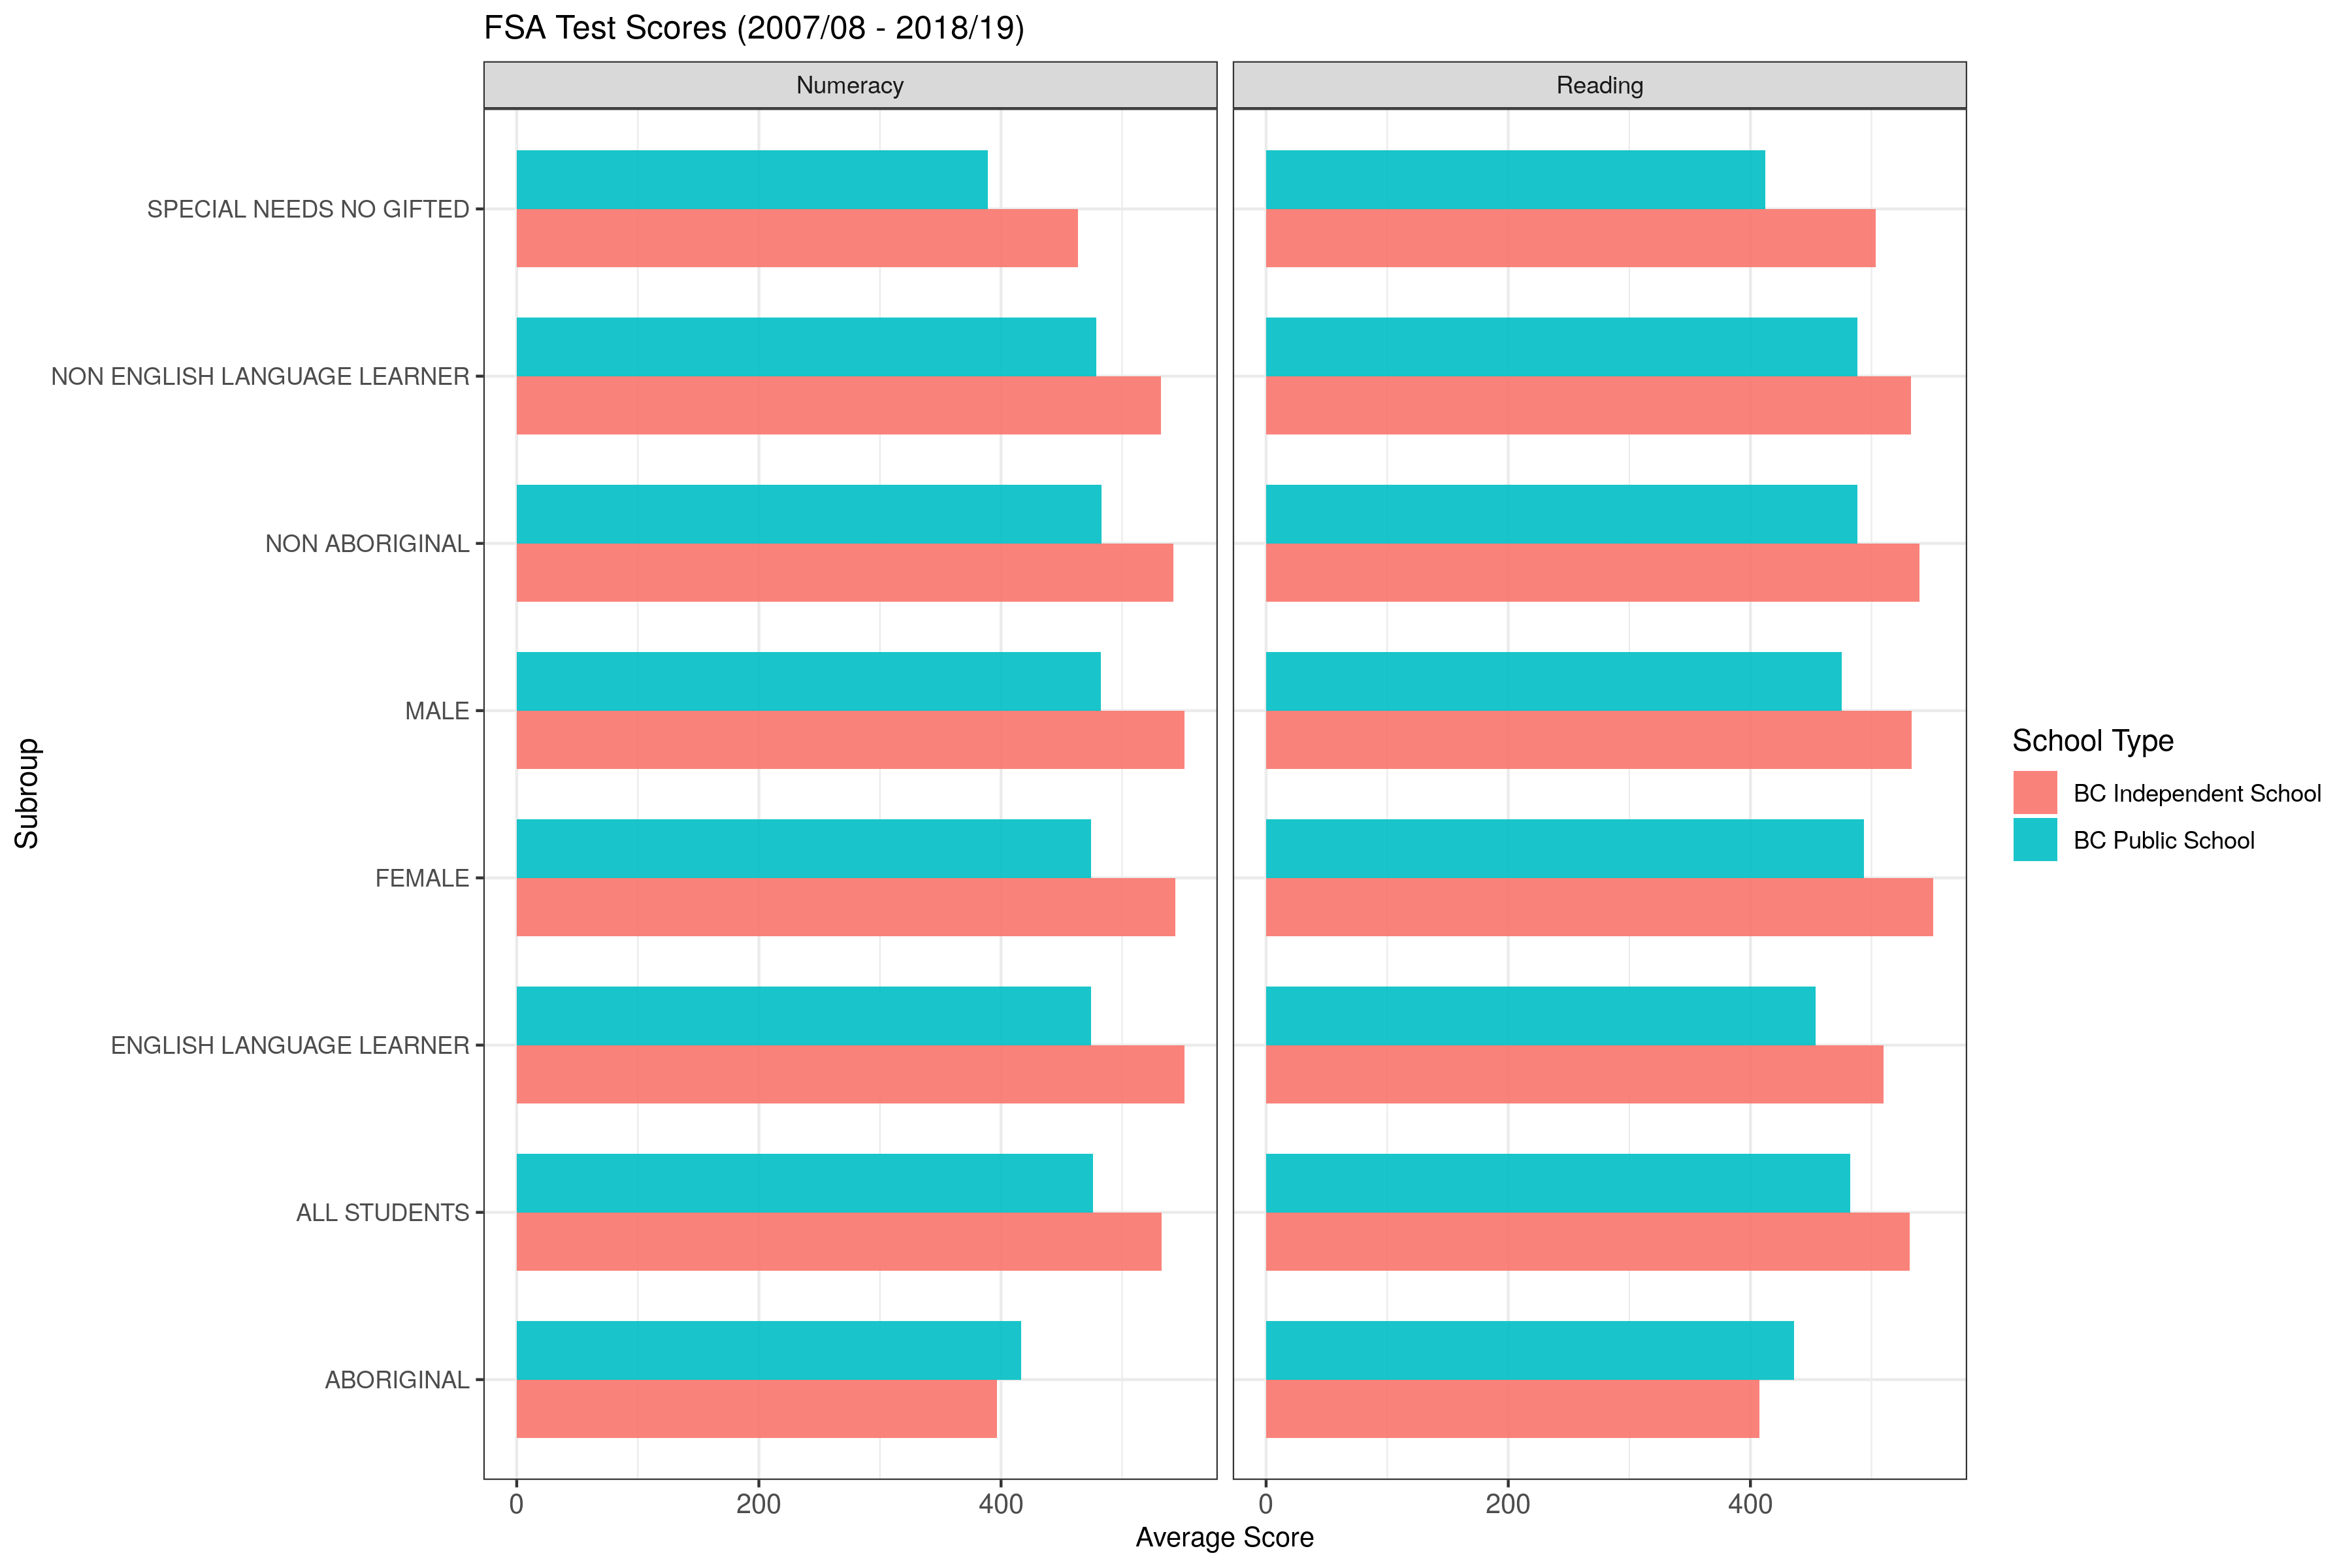 FSA Test Scores (2007/08 - 2018/19)
Numeracy
Reading
Subroup
SPECIAL NEEDS NO GIFTED
NON ENGLISH LANGUAGE LEARNER
NON ABORIGINAL
MALE
FEMALE
ENGLISH LANGUAGE LEARNER
ALL STUDENTS
ABORIGINAL
0 200 400
0 200 400
Average Score
School Type
BC Independent School
BC Public School